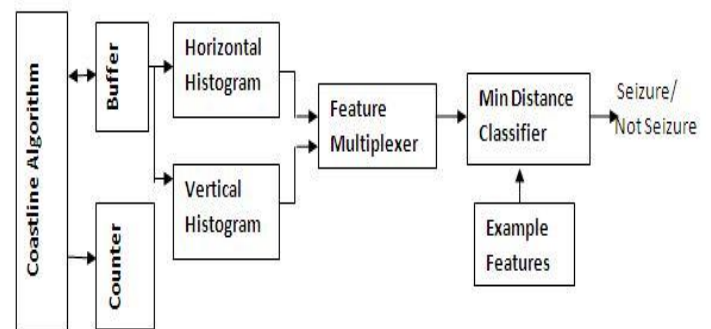 Coastline Algorithm
Buffer
Counter
Horizontal
Histogram
Vertical
Histogram
Feature
Multiplexer
Min Distance
Classifier
Example
Features
Seizure/
Not Seizure